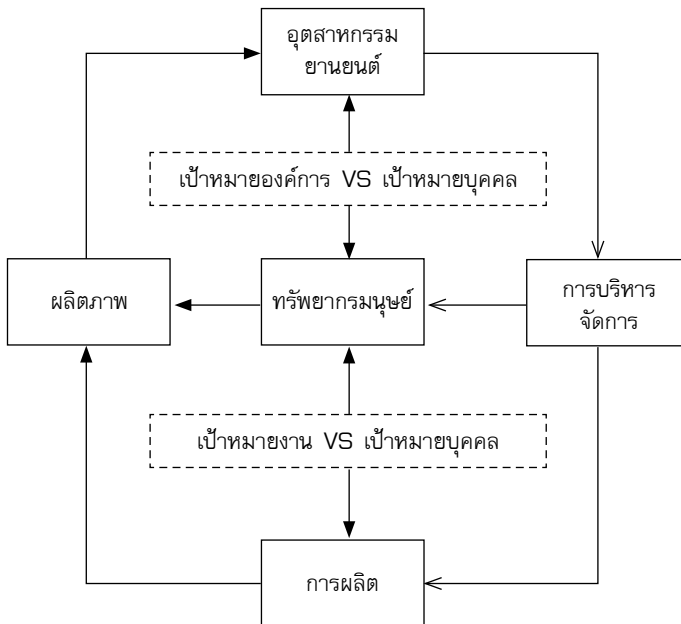 อุตสาหกรรม
ยานยนต์
เป้าหมายองค์การ VS เป้าหมายบุคคล
ผลิตภาพ
ทรัพยากรมนุษย์
การบริหาร
จัดการ
เป้าหมายงาน VS เป้าหมายบุคคล
การผลิต